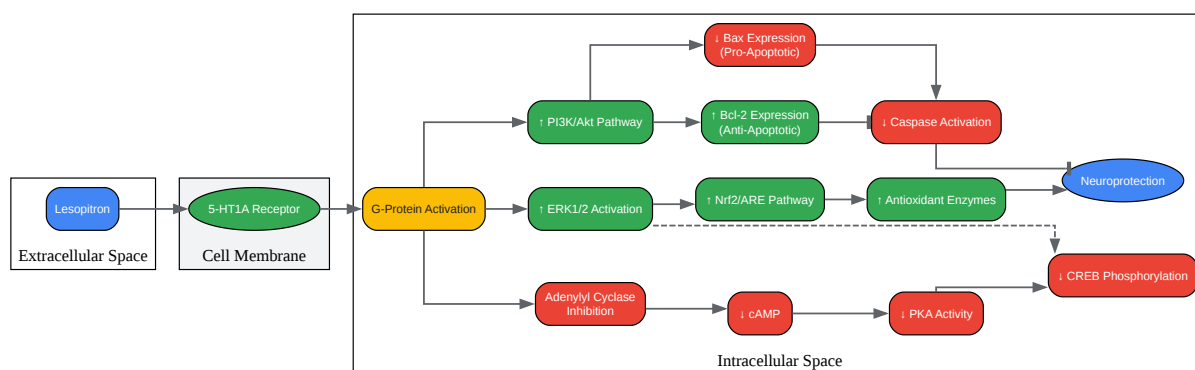 Lesopitron
Extracellular Space
5-HT1A Receptor
Cell Membrane
G-Protein Activation
↓ Bax Expression
(Pro-Apoptotic)
↑ PI3K/Akt Pathway
↑ Bcl-2 Expression
(Anti-Apoptotic)
↓ Caspase Activation
Neuroprotection
↑ ERK1/2 Activation
↑ Nrf2/ARE Pathway
↑ Antioxidant Enzymes
↓ CREB Phosphorylation
Adenylyl Cyclase
Inhibition
↓ cAMP
↓ PKA Activity
Intracellular Space